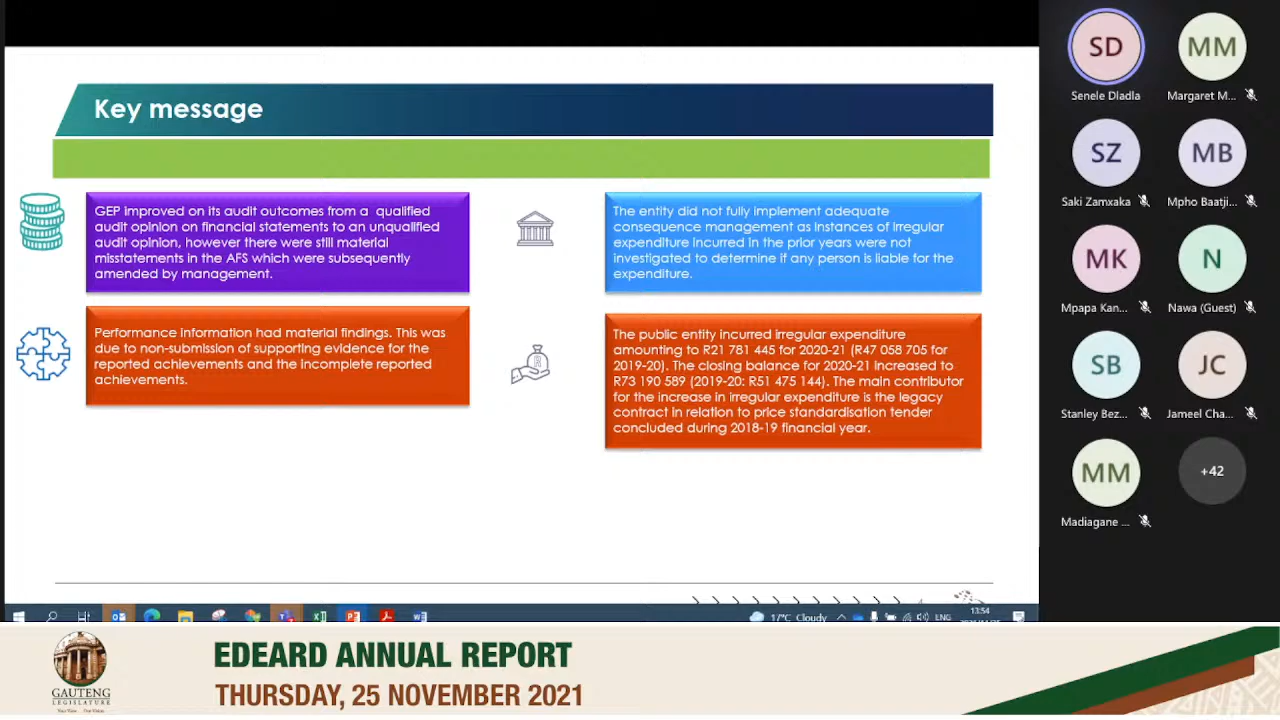 Key message
GEP improved on its audit outcomes from a qualified
audit opinion on financial statements to an unqualified
audit opinion, however there were still material
misstatements in the AFS which were subsequently
amended by management.
Performance information had material findings. This was
due to non-submission of supporting evidence for the
reported achievements and the incomplete reported
achievements.
The entity did not fully implement adequate
consequence management as instances of irregular
expenditure incurred in the prior years were not
investigated to determine if any person is liable for the
expenditure.
The public entity incurred irregular expenditure
amounting to R21 781 445 for 2020-21 (R47 058 705 for
2019-20). The closing balance for 2020-21 increased to
R73 190 589 (2019-20: R51 475 144). The main contributor
for the increase in irregular expenditure is the legacy
contract in relation to price standardisation tender
concluded during 2018-19 financial year.
R
SD
Senele Dladla
MM
Margaret M...
SZ
Saki Zamxaka
MB
Mpho Baatji...
MK
Mpapa Kan...
N
Nawa (Guest)
SB
Stanley Bez...
JC
Jameel Cha...
MM
Madiagane ...
+42
17°C Cloudy
ENG
13:54
GAUTENG
LEGISLATURE
EDEARD ANNUAL REPORT
THURSDAY, 25 NOVEMBER 2021